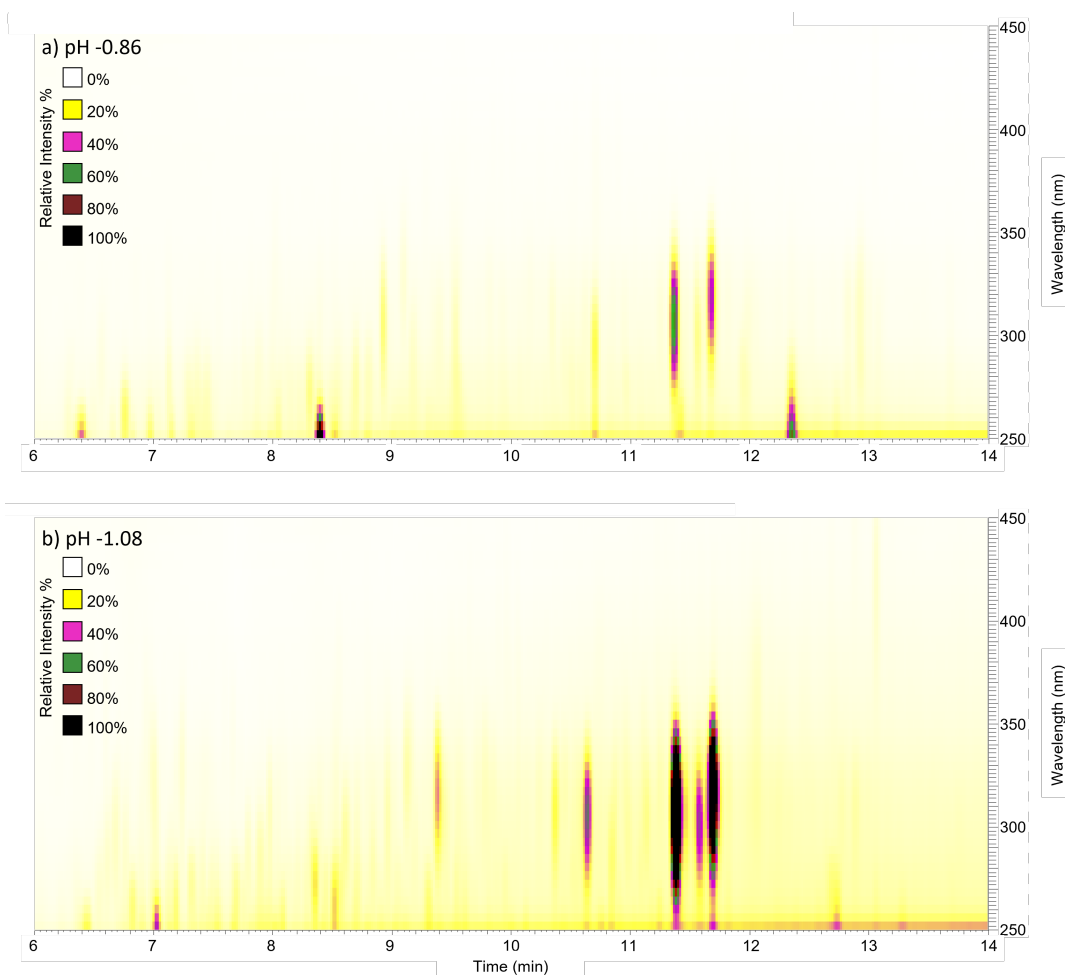 a) pH -0.86
Relative Intensity %
0%
20%
40%
60%
80%
100%
450
400
350
300
250
Wavelength (nm)
6 7 8 9 10 11 12 13 14
b) pH -1.08
Relative Intensity %
0%
20%
40%
60%
80%
100%
450
400
350
300
250
Wavelength (nm)
6 7 8 9 10 11 12 13 14
Time (min)